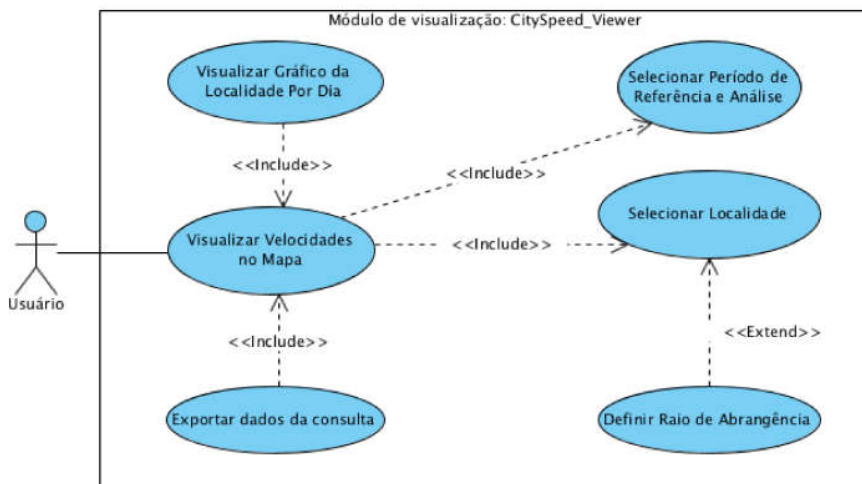 Módulo de visualização: CitySpeed_Viewer
Visualizar Gráfico da
Localidade Por Dia
Selecionar Período de
Referência e Análise
<<Include>>
<<Include>>
Visualizar Velocidades
no Mapa
<<Include>>
Selecionar Localidade
Usuário
<<Include>>
<<Extend>>
Exportar dados da consulta
Definir Raio de Abrangência